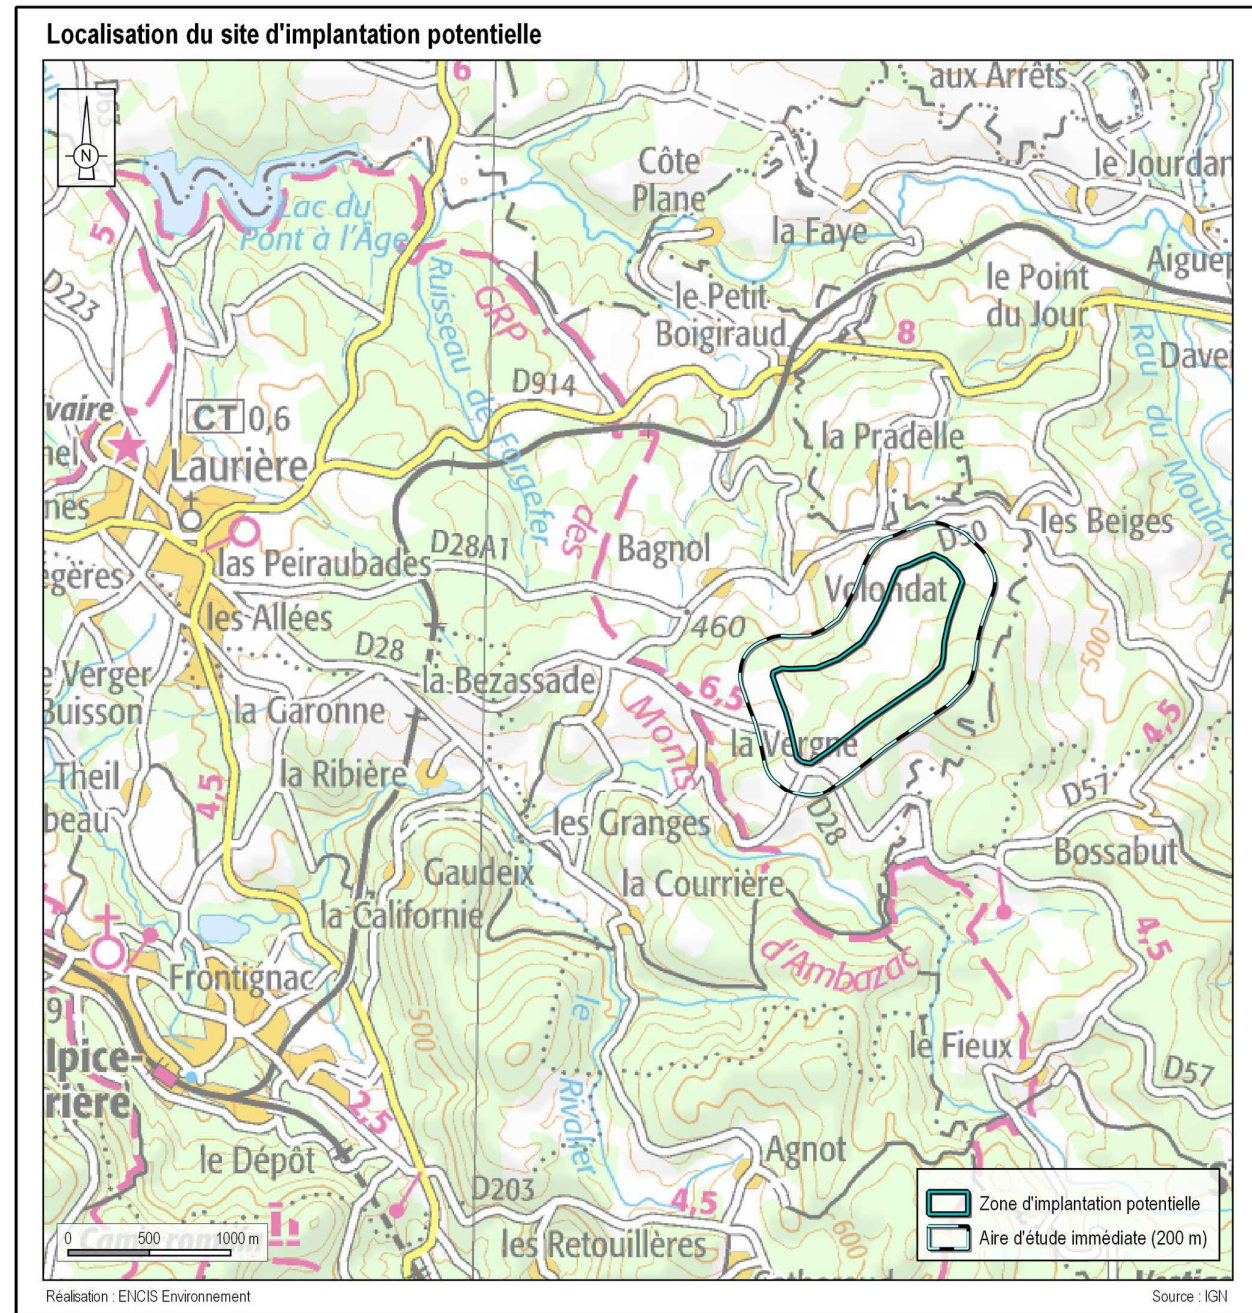 Localisation du site d'implantation potentielle
6
aux Arrêts
N
Côte
Plane
le Jourdan
la Faye
Lac du
Pont à l'Âge
5
D223
Ruisseau de Forgefer
GRP
des
Monts
d'Ambazac
le Petit
Boigiraud
8
le Point
du Jour
Rau du Moulard
D914
CT 0,6
Laurière
la Pradelle
les Beiges
D50
las Peiraubades
D28A1
Bagnol
Volondat
les Allées
460
500
D28
la Bezassade
6,5
la Garonne
la Vergne
4,5
la Ribière
Theil
4,5
D57
D28
les Granges
Bossabut
Gaudeix
la Courrière
la Californie
4,5
Frontignac
500
le Rivalier
le Fieux
D57
2,5
le Dépôt
Agnot
D203
4,5
les Retouillères
600
Zone d'implantation potentielle
Aire d'étude immédiate (200 m)
0 500 1000 m
Réalisation : ENCIS Environnement
Source : IGN